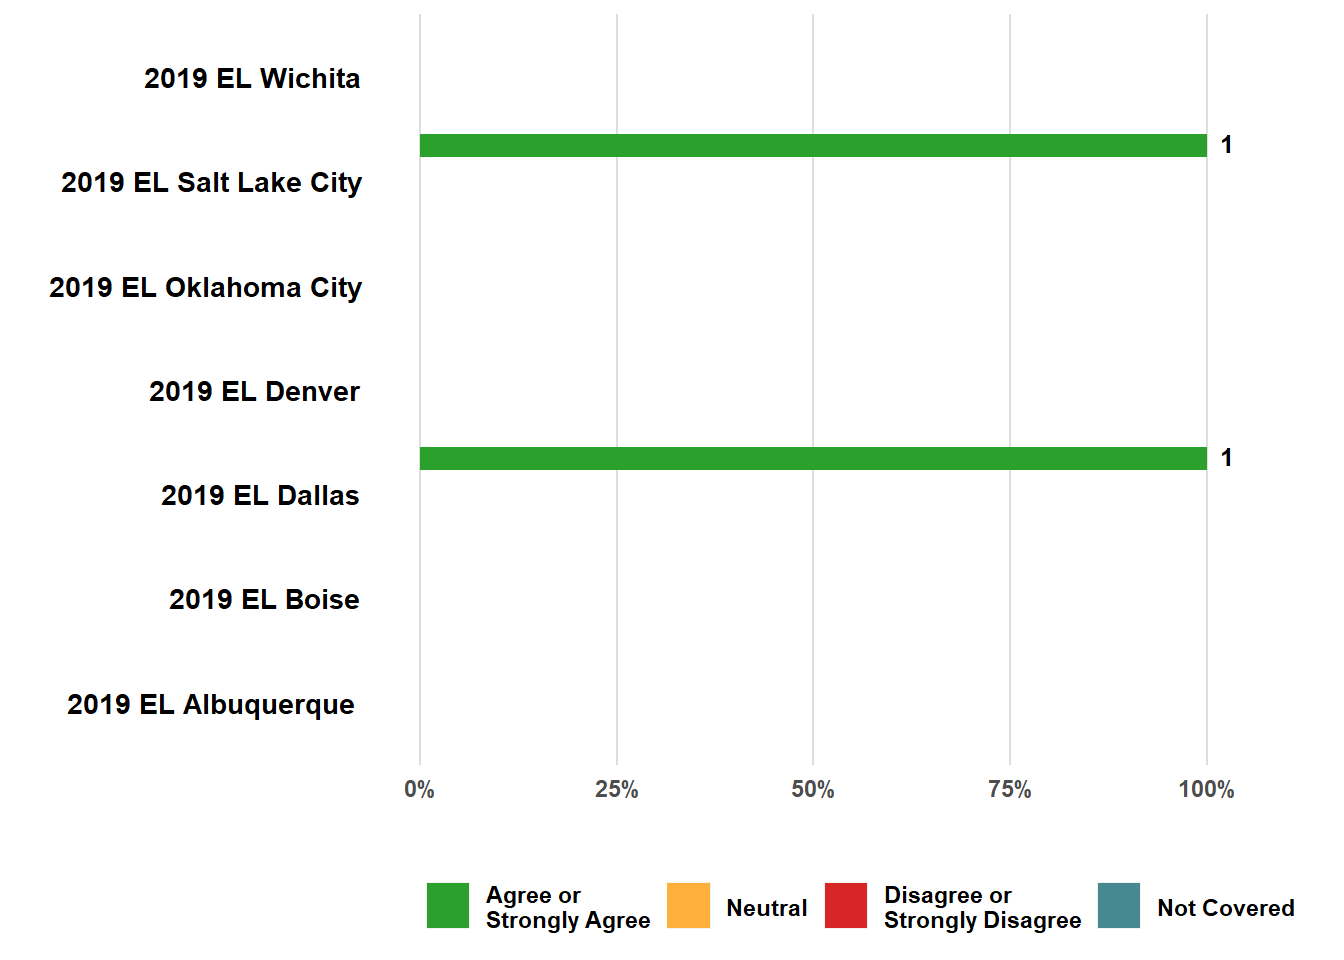 2019 EL Wichita
1
2019 EL Salt Lake City
2019 EL Oklahoma City
2019 EL Denver
1
2019 EL Dallas
2019 EL Boise
2019 EL Albuquerque
0% 25% 50% 75% 100%
Agree or
Strongly Agree
Neutral
Disagree or
Strongly Disagree
Not Covered